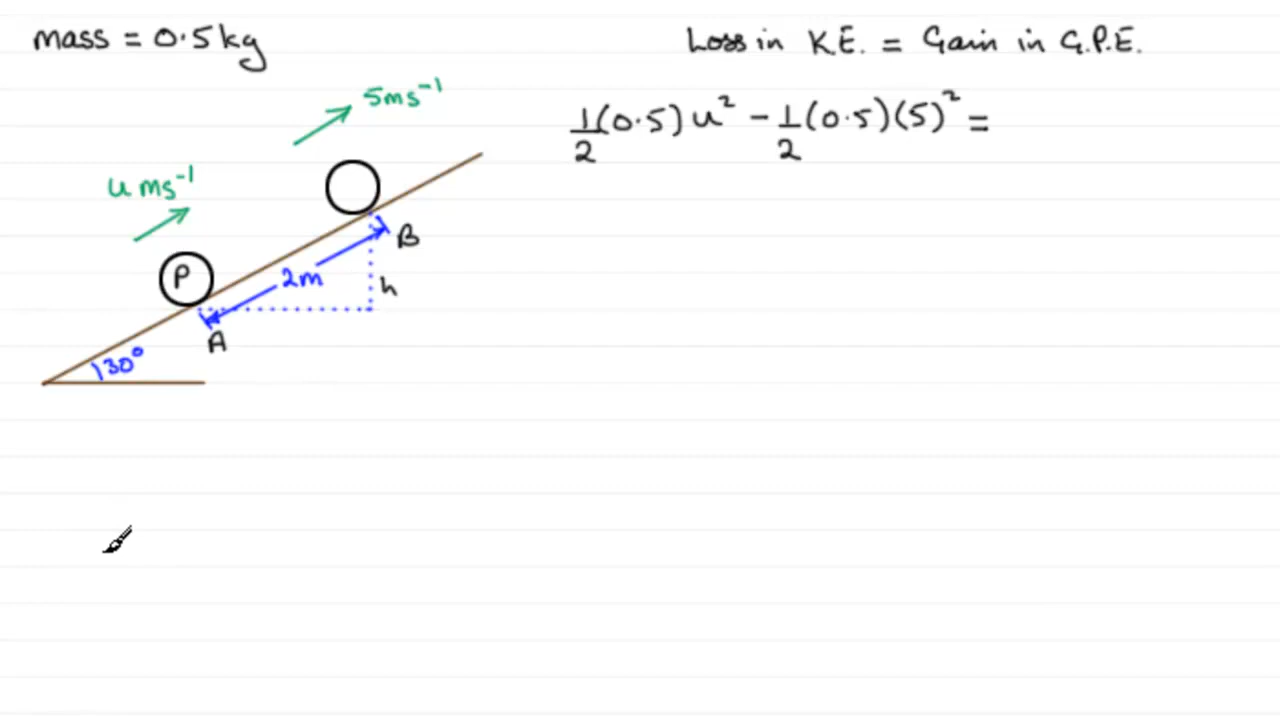 mass = 0.5kg
Loss in K.E. = Gain in G.P.E.
½(0.5)u² - ½(0.5)(5)² =
5ms⁻¹
u ms⁻¹
P
B
2m
h
A
30°